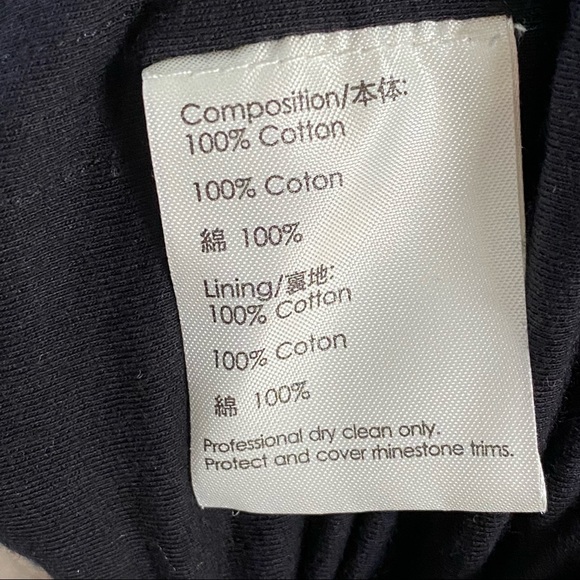 Composition/本体:
100% Cotton
100% Coton
綿 100%
Lining/裏地:
100% Cotton
100% Coton
綿 100%
Professional dry clean only.
Protect and cover rhinestone trims.